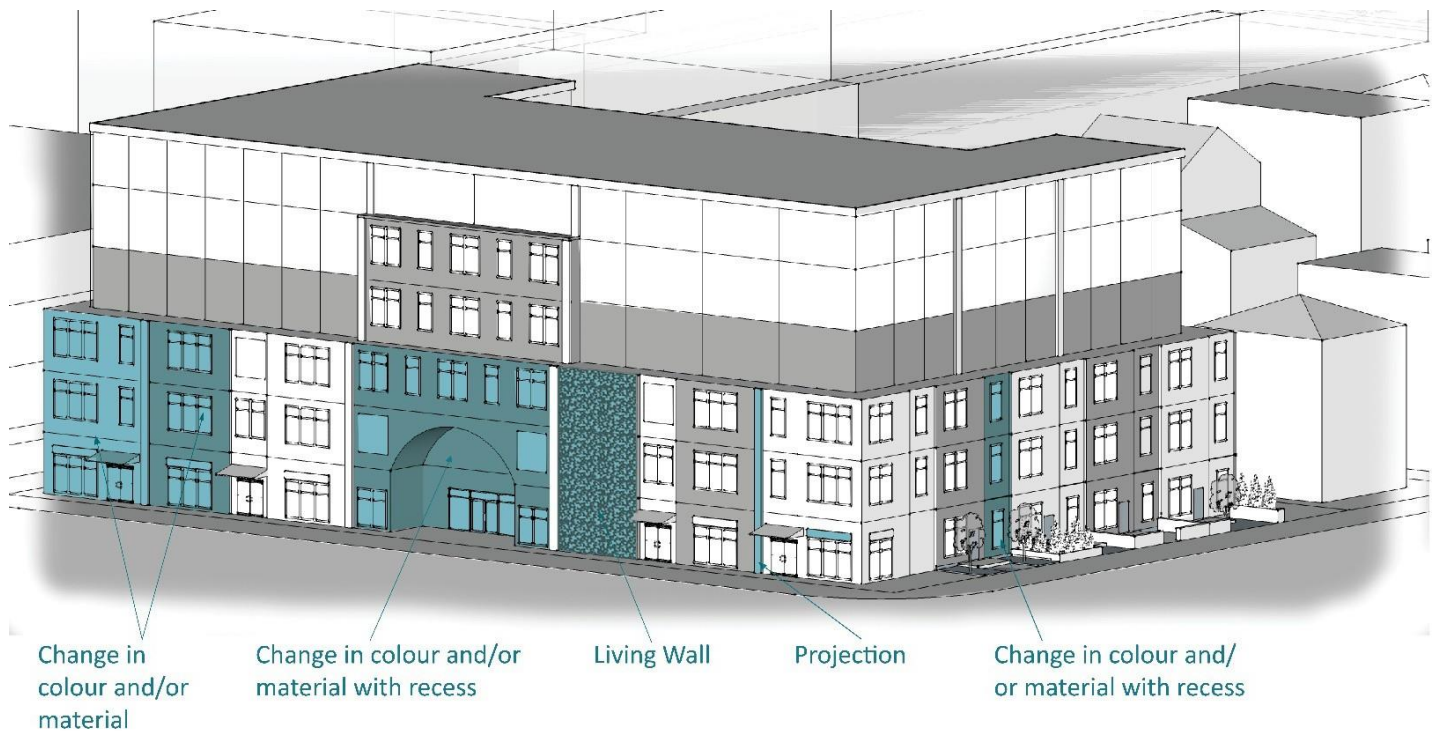 Change in
colour and/or
material
Change in colour and/or
material with recess
Living Wall
Projection
Change in colour and/
or material with recess